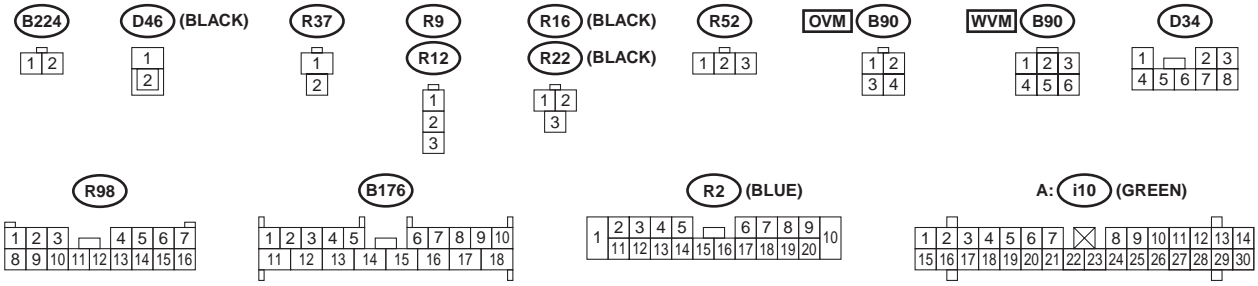 B224 D46 (BLACK) R37 R9 R16 (BLACK) R52 OVM B90 WVM B90 D34
R12 R22 (BLACK)
1 2
1
2
1
2
1
2
3
1 2
3
1 2 3
1 2
3 4
1 2 3
4 5 6
1 2 3
4 5 6 7 8
R98 B176 R2 (BLUE) A: i10 (GREEN)
1 2 3 4 5 6 7
8 9 10 11 12 13 14 15 16
1 2 3 4 5 6 7 8 9 10
11 12 13 14 15 16 17 18
1 2 3 4 5 6 7 8 9 10
11 12 13 14 15 16 17 18 19 20
1 2 3 4 5 6 7 8 9 10 11 12 13 14
15 16 17 18 19 20 21 22 23 24 25 26 27 28 29 30